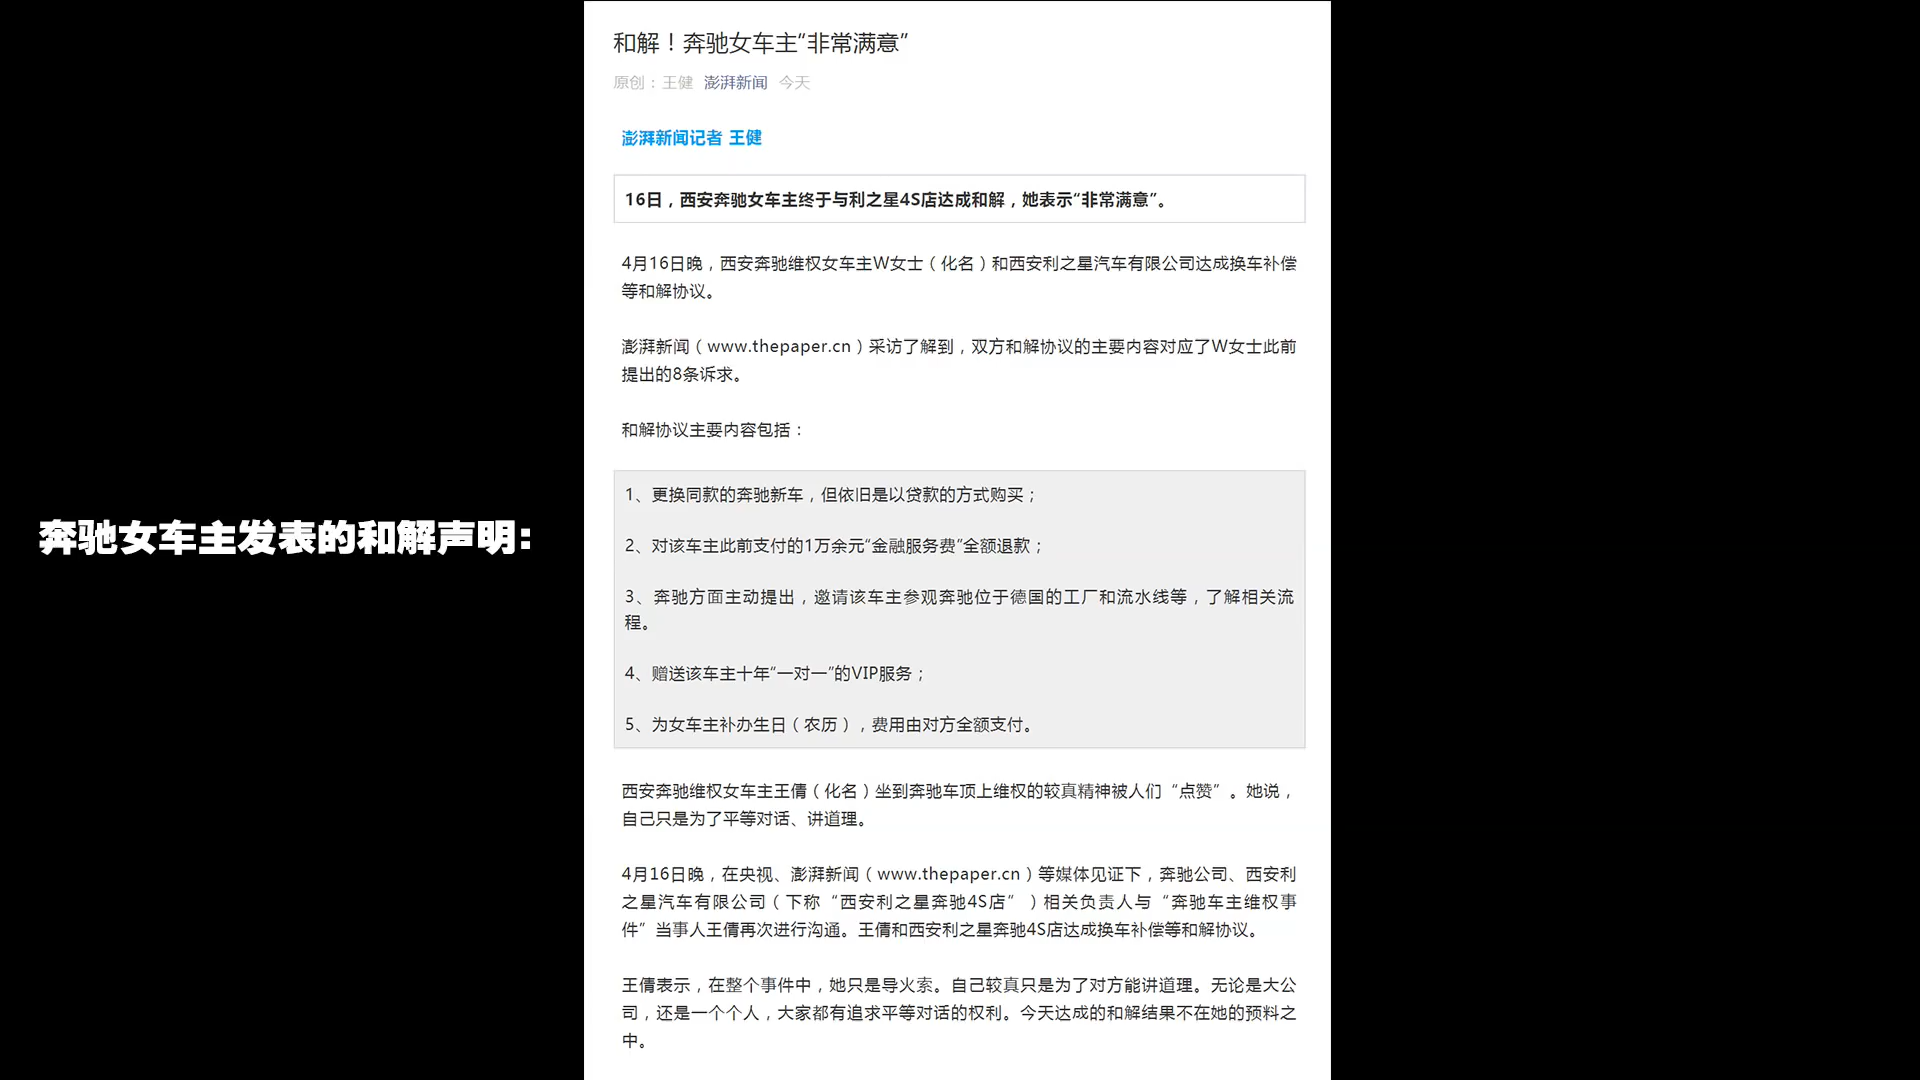 和解！奔驰女车主“非常满意”
原创：王健 澎湃新闻 今天
澎湃新闻记者 王健
16日，西安奔驰女车主终于与利之星4S店达成和解，她表示“非常满意”。
4月16日晚，西安奔驰维权女车主W女士（化名）和西安利之星汽车有限公司达成换车补偿
等和解协议。
澎湃新闻（www.thepaper.cn）采访了解到，双方和解协议的主要内容对应了W女士此前
提出的8条诉求。
和解协议主要内容包括：
1、更换同款的奔驰新车，但依旧是以贷款的方式购买；
奔驰女车主发表的和解声明:
2、对该车主此前支付的1万余元“金融服务费”全额退款；
3、奔驰方面主动提出，邀请该车主参观奔驰位于德国的工厂和流水线等，了解相关流
程。
4、赠送该车主十年“一对一”的VIP服务；
5、为女车主补办生日（农历），费用由对方全额支付。
西安奔驰维权女车主王倩（化名）坐到奔驰车顶上维权的较真精神被人们“点赞”。她说，
自己只是为了平等对话、讲道理。
4月16日晚，在央视、澎湃新闻（www.thepaper.cn）等媒体见证下，奔驰公司、西安利
之星汽车有限公司（下称“西安利之星奔驰4S店”）相关负责人与“奔驰车主维权事
件”当事人王倩再次进行沟通。王倩和西安利之星奔驰4S店达成换车补偿等和解协议。
王倩表示，在整个事件中，她只是导火索。自己较真只是为了对方能讲道理。无论是大公
司，还是一个个人，大家都有追求平等对话的权利。今天达成的和解结果不在她的预料之
中。